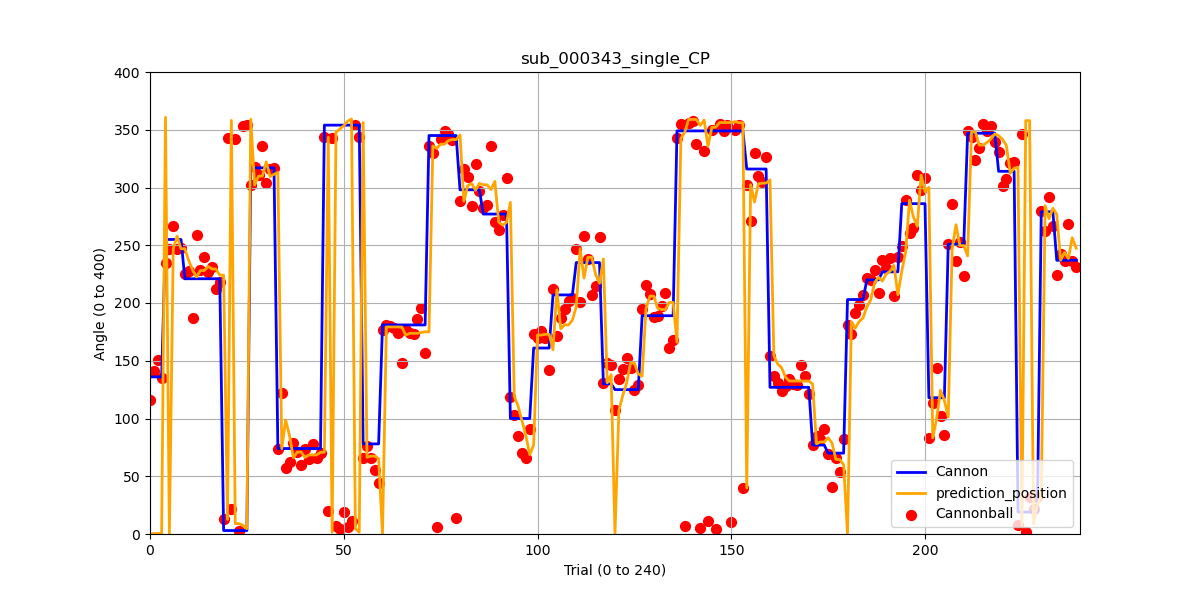 sub_000343_single_CP
Angle (0 to 400)
400
350
300
250
200
150
100
50
0
Cannon
prediction_position
Cannonball
0 50 100 150 200
Trial (0 to 240)